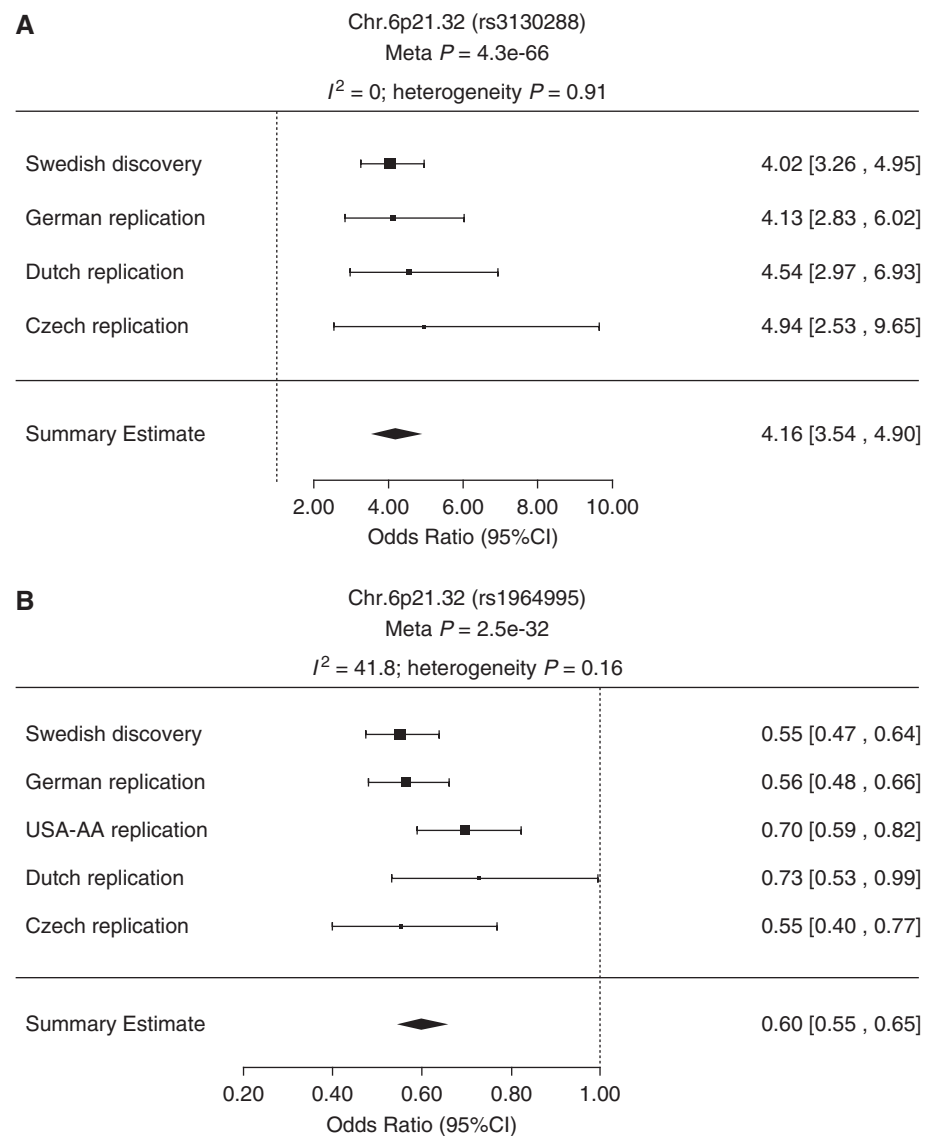 A
Chr.6p21.32 (rs3130288)
Meta P = 4.3e-66
I² = 0; heterogeneity P = 0.91
Swedish discovery 4.02 [3.26 , 4.95]
German replication 4.13 [2.83 , 6.02]
Dutch replication 4.54 [2.97 , 6.93]
Czech replication 4.94 [2.53 , 9.65]
Summary Estimate 4.16 [3.54 , 4.90]
2.00 4.00 6.00 8.00 10.00
Odds Ratio (95%CI)
B
Chr.6p21.32 (rs1964995)
Meta P = 2.5e-32
I² = 41.8; heterogeneity P = 0.16
Swedish discovery 0.55 [0.47 , 0.64]
German replication 0.56 [0.48 , 0.66]
USA-AA replication 0.70 [0.59 , 0.82]
Dutch replication 0.73 [0.53 , 0.99]
Czech replication 0.55 [0.40 , 0.77]
Summary Estimate 0.60 [0.55 , 0.65]
0.20 0.40 0.60 0.80 1.00
Odds Ratio (95%CI)